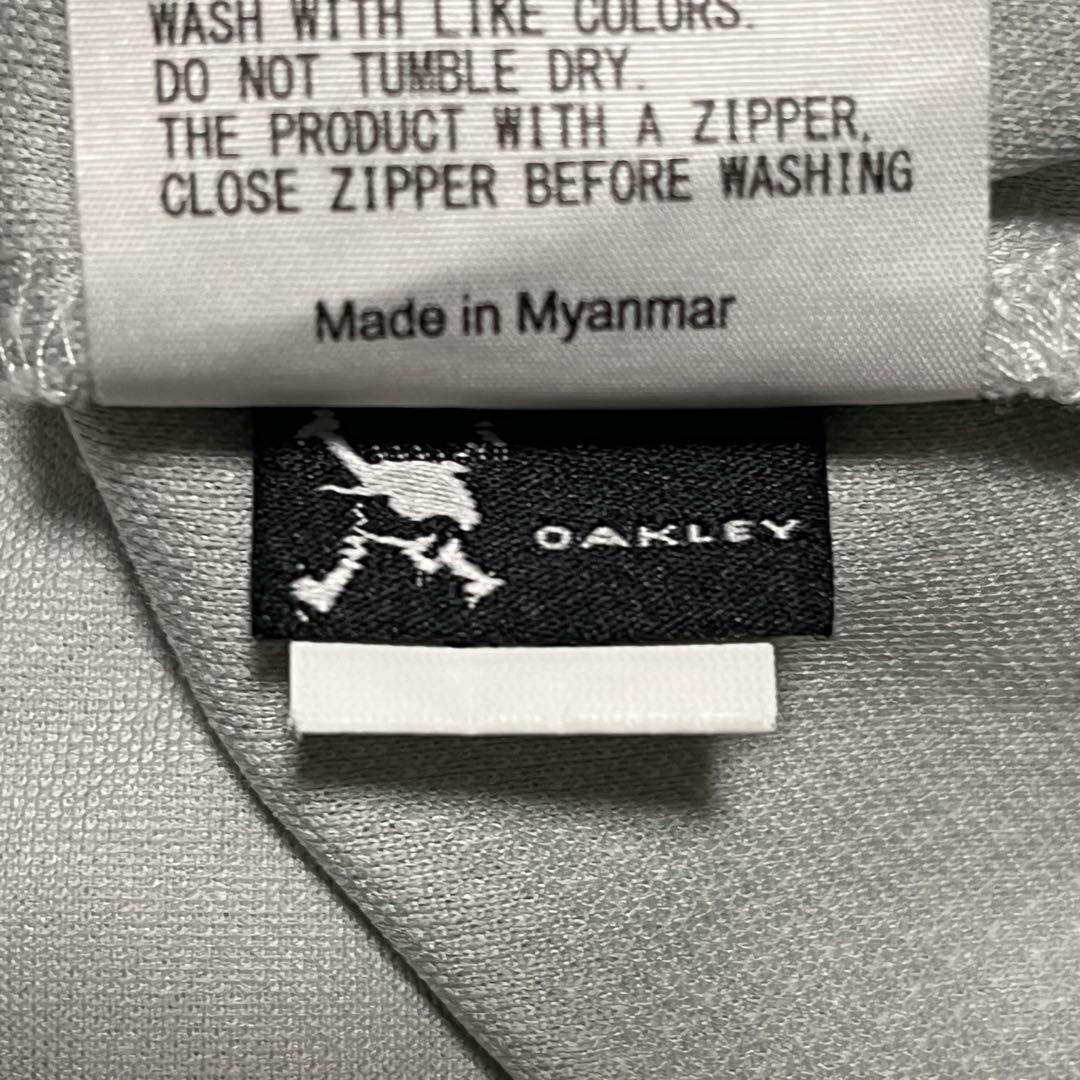 WASH WITH LIKE COLORS.
DO NOT TUMBLE DRY.
THE PRODUCT WITH A ZIPPER,
CLOSE ZIPPER BEFORE WASHING
Made in Myanmar
OAKLEY